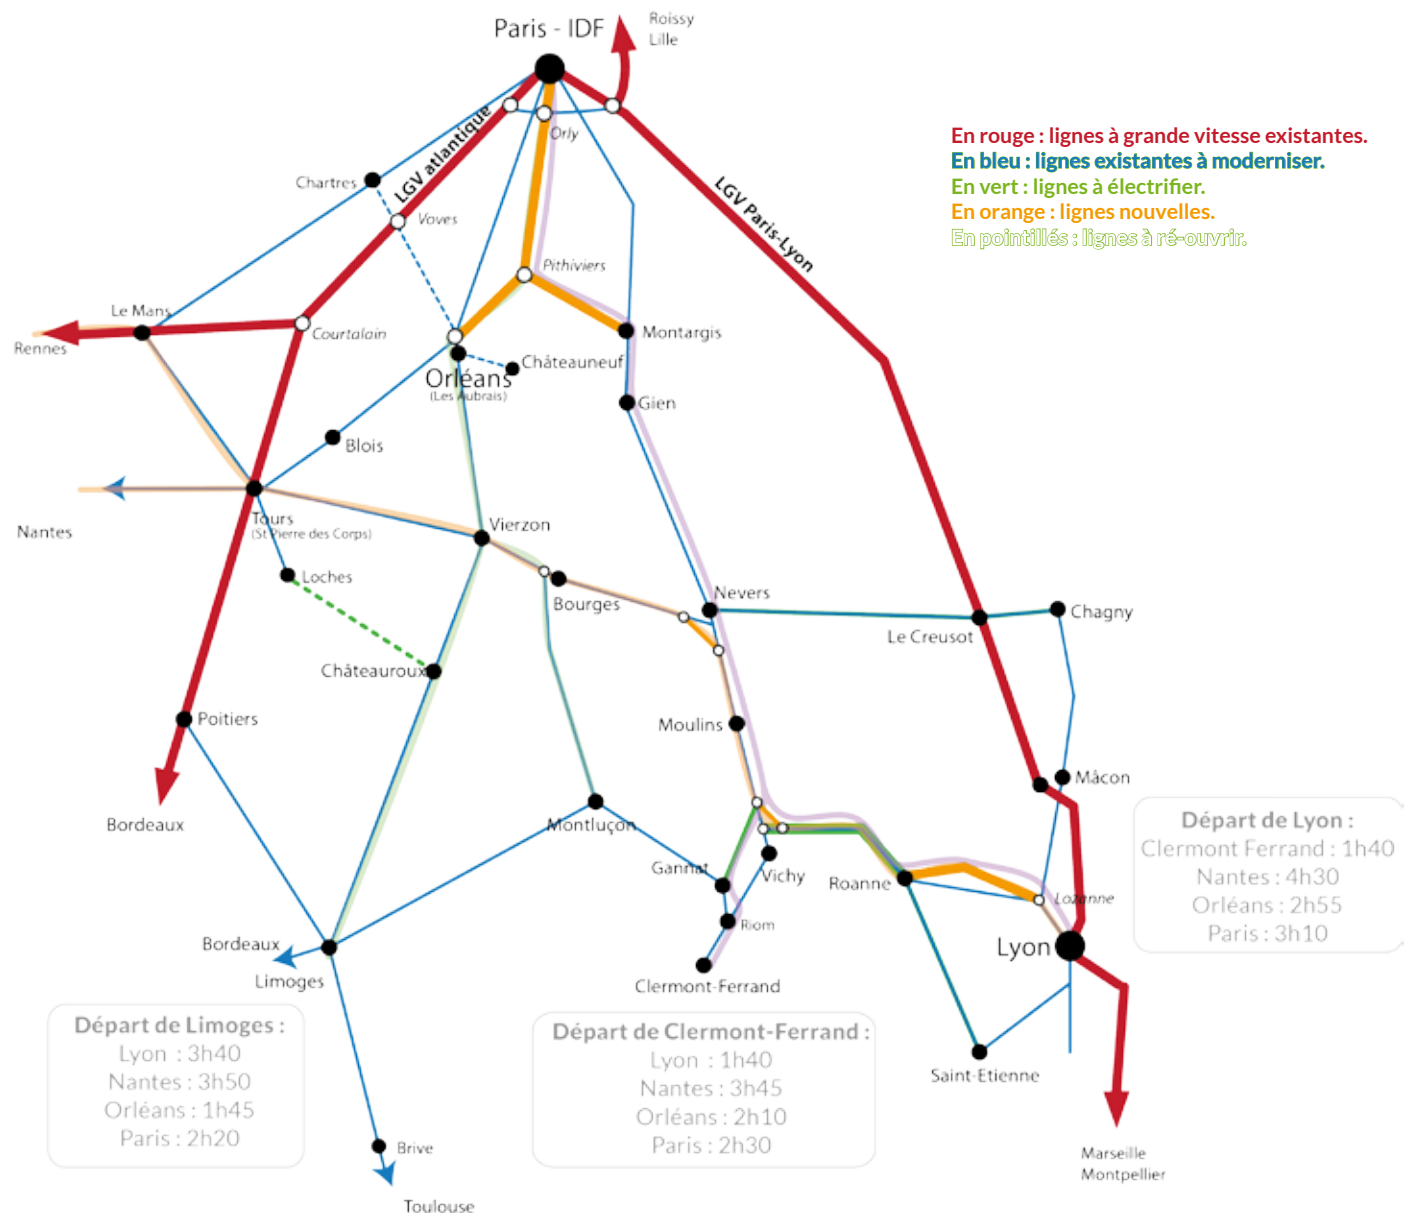 Paris - IDF
Roissy
Lille
Orly
LGV atlantique
En rouge : lignes à grande vitesse existantes.
En bleu : lignes existantes à moderniser.
En vert : lignes à électrifier.
En orange : lignes nouvelles.
En pointillés : lignes à ré-ouvrir.
Chartres
Voves
LGV Paris-Lyon
Pithiviers
Le Mans
Rennes
Courtalain
Montargis
Châteauneuf
Orléans
(Les Aubrais)
Gien
Blois
Nantes
Tours
(St Pierre des Corps)
Vierzon
Loches
Bourges
Nevers
Chagny
Le Creusot
Châteauroux
Poitiers
Moulins
Mâcon
Bordeaux
Montluçon
Gannat
Vichy
Roanne
Lozanne
Riom
Lyon
Clermont-Ferrand
Bordeaux
Limoges
Saint-Etienne
Départ de Lyon :
Clermont Ferrand : 1h40
Nantes : 4h30
Orléans : 2h55
Paris : 3h10
Départ de Limoges :
Lyon : 3h40
Nantes : 3h50
Orléans : 1h45
Paris : 2h20
Départ de Clermont-Ferrand :
Lyon : 1h40
Nantes : 3h45
Orléans : 2h10
Paris : 2h30
Brive
Toulouse
Marseille
Montpellier